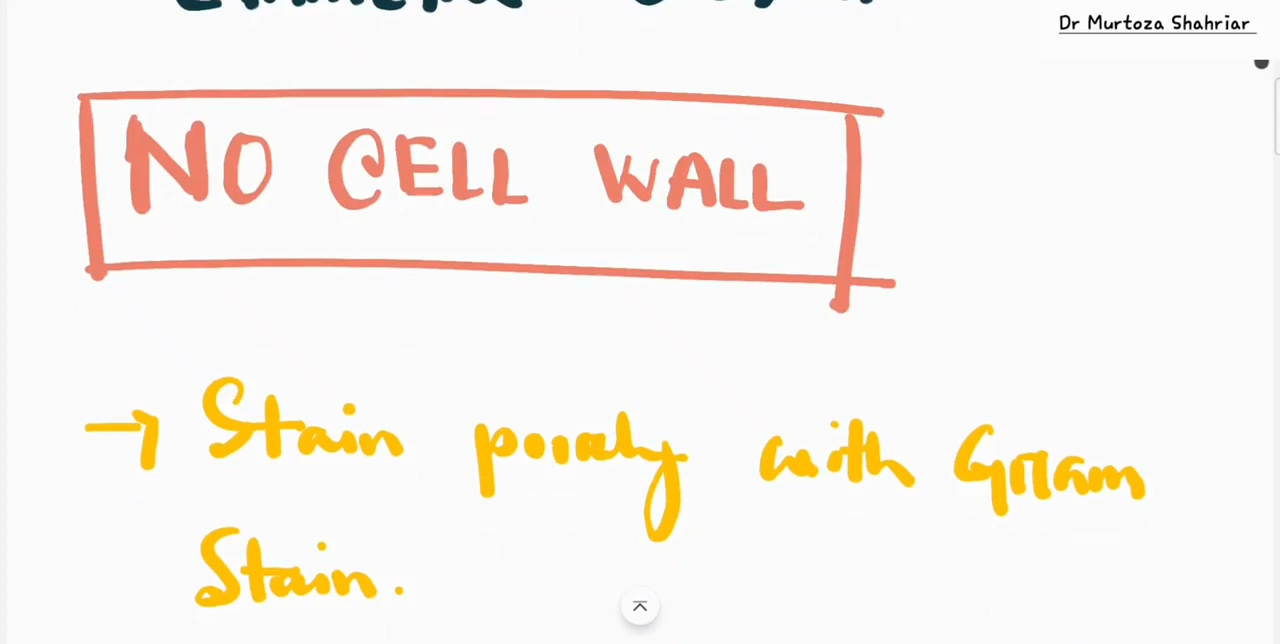 Dr Murtoza Shahriar
NO CELL WALL
→ Stain poorly with Gram
Stain.